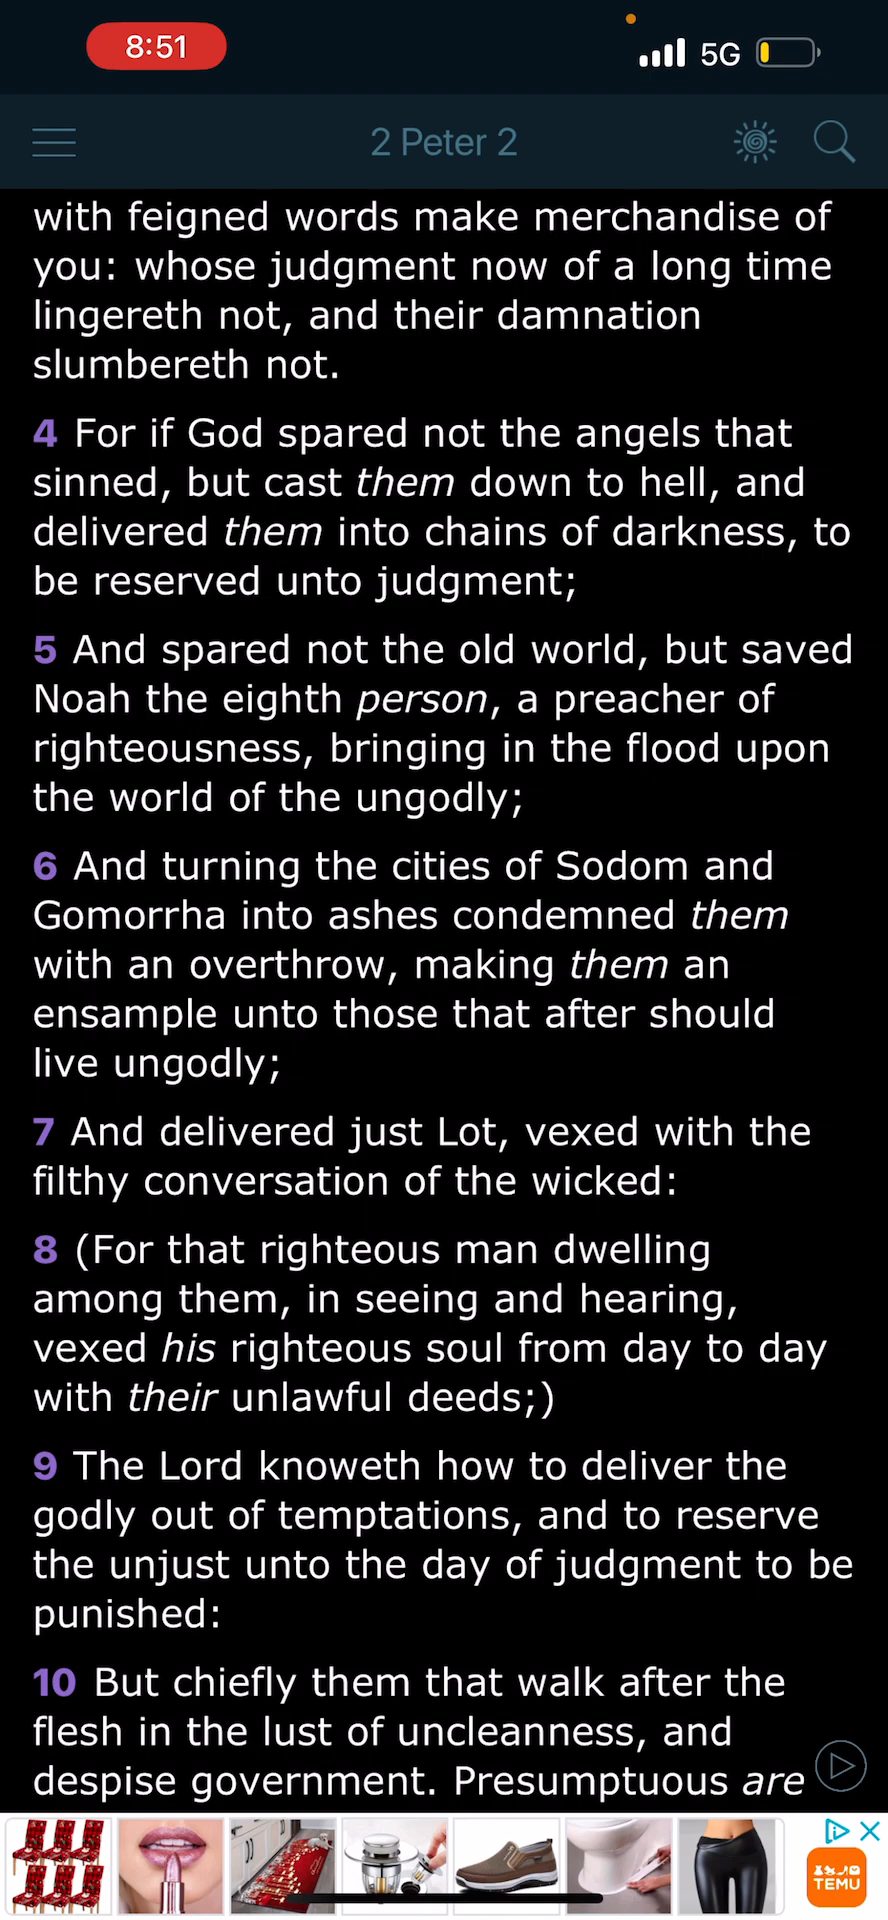 8:51
5G
2 Peter 2
with feigned words make merchandise of
you: whose judgment now of a long time
lingereth not, and their damnation
slumbereth not.
4 For if God spared not the angels that
sinned, but cast them down to hell, and
delivered them into chains of darkness, to
be reserved unto judgment;
5 And spared not the old world, but saved
Noah the eighth person, a preacher of
righteousness, bringing in the flood upon
the world of the ungodly;
6 And turning the cities of Sodom and
Gomorrha into ashes condemned them
with an overthrow, making them an
ensample unto those that after should
live ungodly;
7 And delivered just Lot, vexed with the
filthy conversation of the wicked:
8 (For that righteous man dwelling
among them, in seeing and hearing,
vexed his righteous soul from day to day
with their unlawful deeds;)
9 The Lord knoweth how to deliver the
godly out of temptations, and to reserve
the unjust unto the day of judgment to be
punished:
10 But chiefly them that walk after the
flesh in the lust of uncleanness, and
despise government. Presumptuous are
TEMU